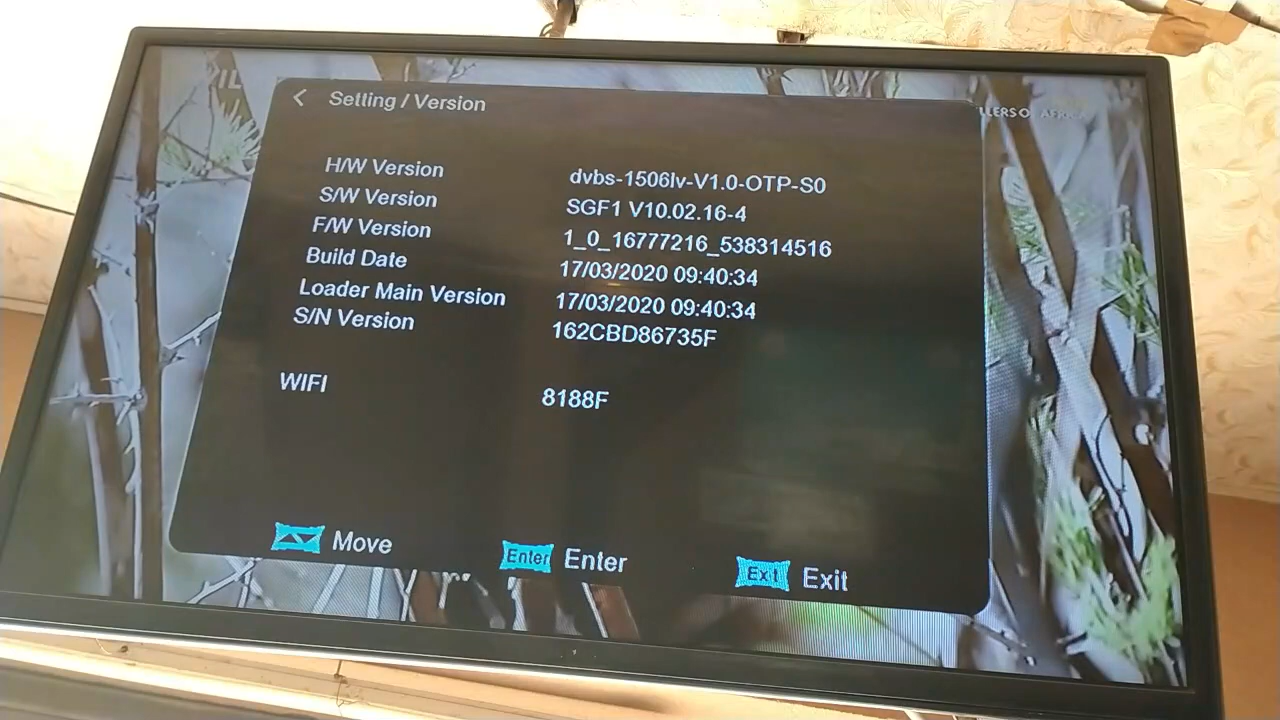 Setting / Version
H/W Version dvbs-1506lv-V1.0-OTP-S0
S/W Version SGF1 V10.02.16-4
F/W Version 1_0_16777216_538314516
Build Date 17/03/2020 09:40:34
Loader Main Version 17/03/2020 09:40:34
S/N Version 162CBD86735F
WIFI 8188F
Move Enter Enter Exit Exit
AFRICA